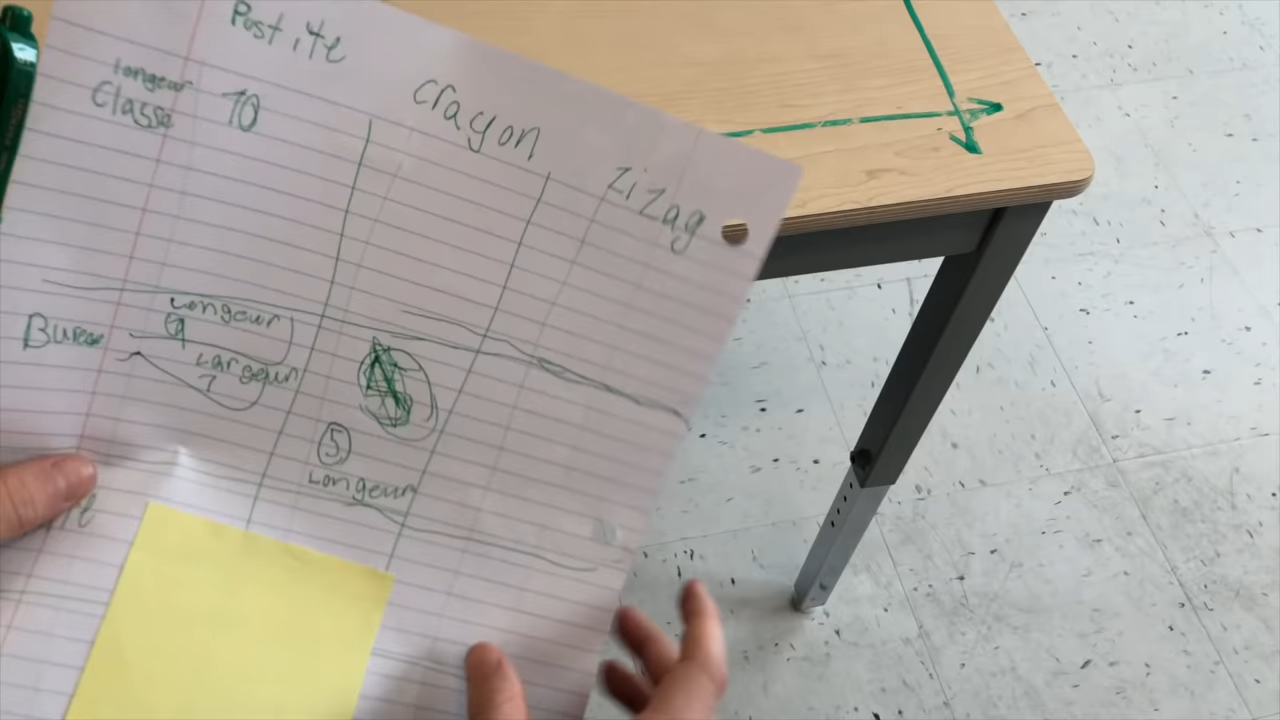 Post ite
crayon
zizag
longeur
Classe 10
Bureau
Longeur
9
Largeur
7
5
Longeur